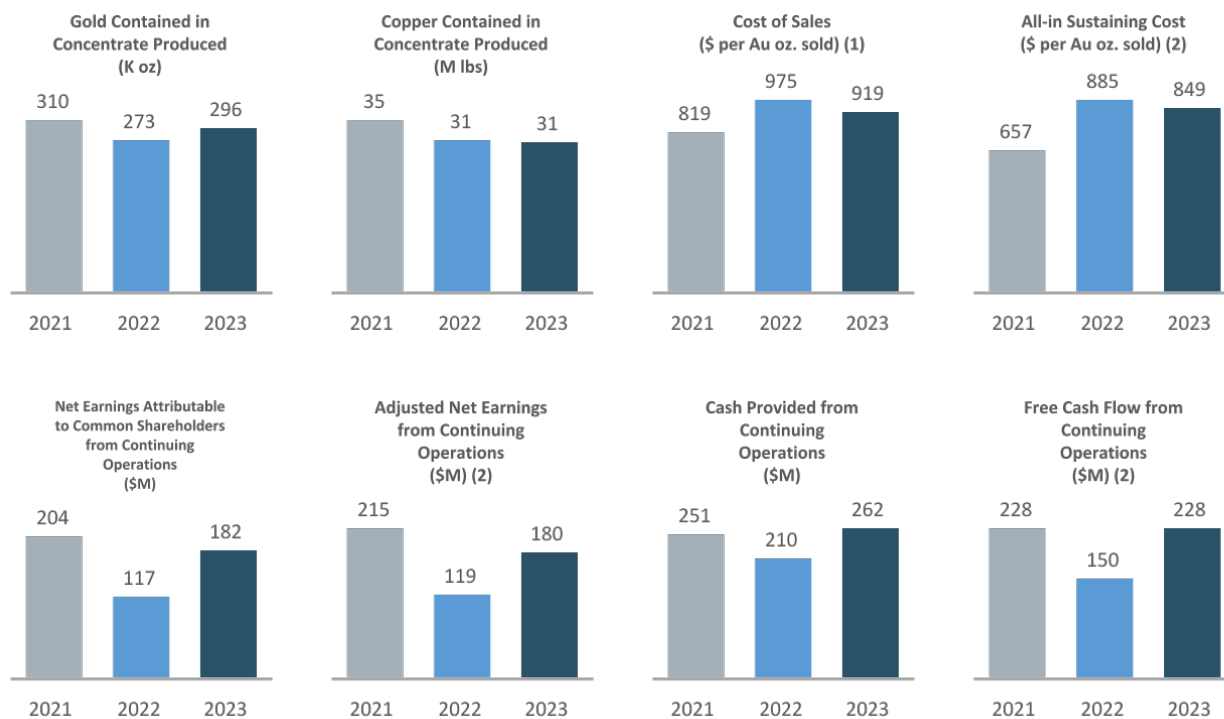 Gold Contained in
Concentrate Produced
(K oz)
310
273
296
2021
2022
2023
Copper Contained in
Concentrate Produced
(M lbs)
35
31
31
2021
2022
2023
Cost of Sales
($ per Au oz. sold) (1)
819
975
919
2021
2022
2023
All-in Sustaining Cost
($ per Au oz. sold) (2)
657
885
849
2021
2022
2023
Net Earnings Attributable
to Common Shareholders
from Continuing
Operations
($M)
204
117
182
2021
2022
2023
Adjusted Net Earnings
from Continuing
Operations
($M) (2)
215
119
180
2021
2022
2023
Cash Provided from
Continuing
Operations
($M)
251
210
262
2021
2022
2023
Free Cash Flow from
Continuing
Operations
($M) (2)
228
150
228
2021
2022
2023